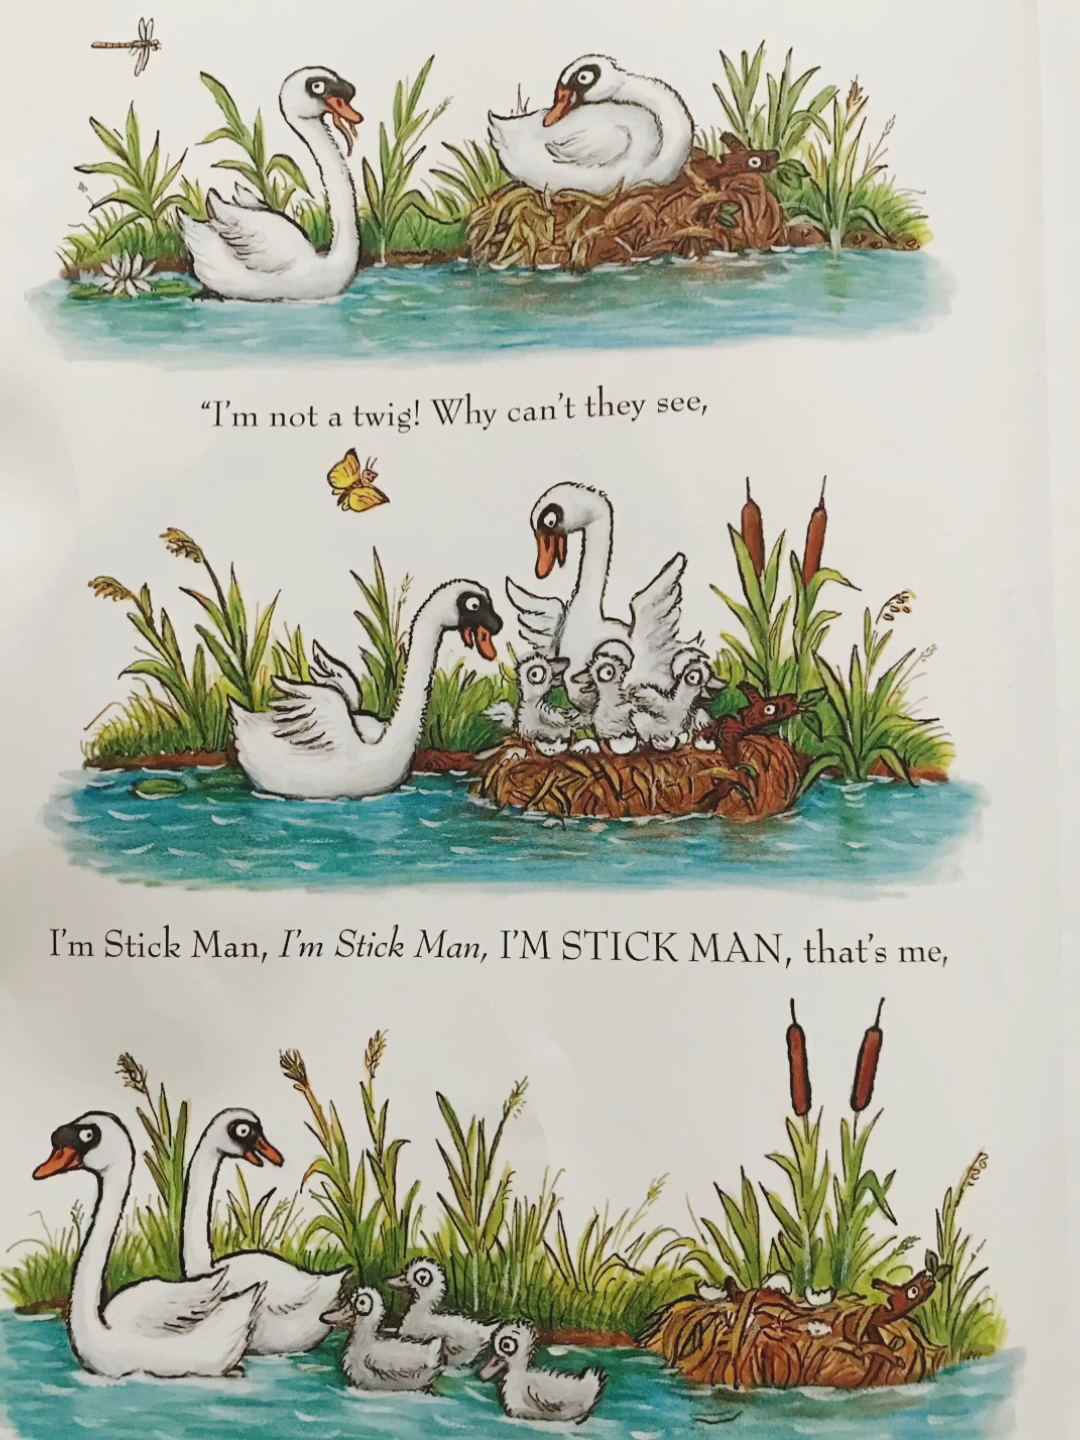 “I'm not a twig! Why can't they see,
I'm Stick Man, I'm Stick Man, I'M STICK MAN, that's me,